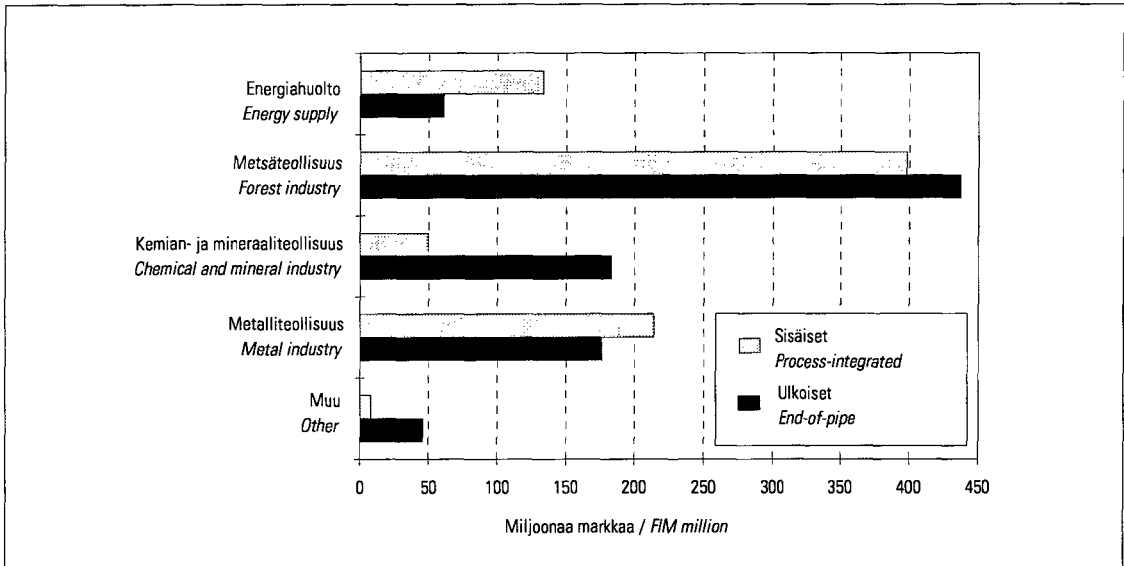 Energiahuolto
Energy supply
Metsäteollisuus
Forest industry
Kemian- ja mineraaliteollisuus
Chemical and mineral industry
Metalliteollisuus
Metal industry
Muu
Other
Sisäiset
Process-integrated
Ulkoiset
End-of-pipe
0 50 100 150 200 250 300 350 400 450
Miljoonaa markkaa / FIM million